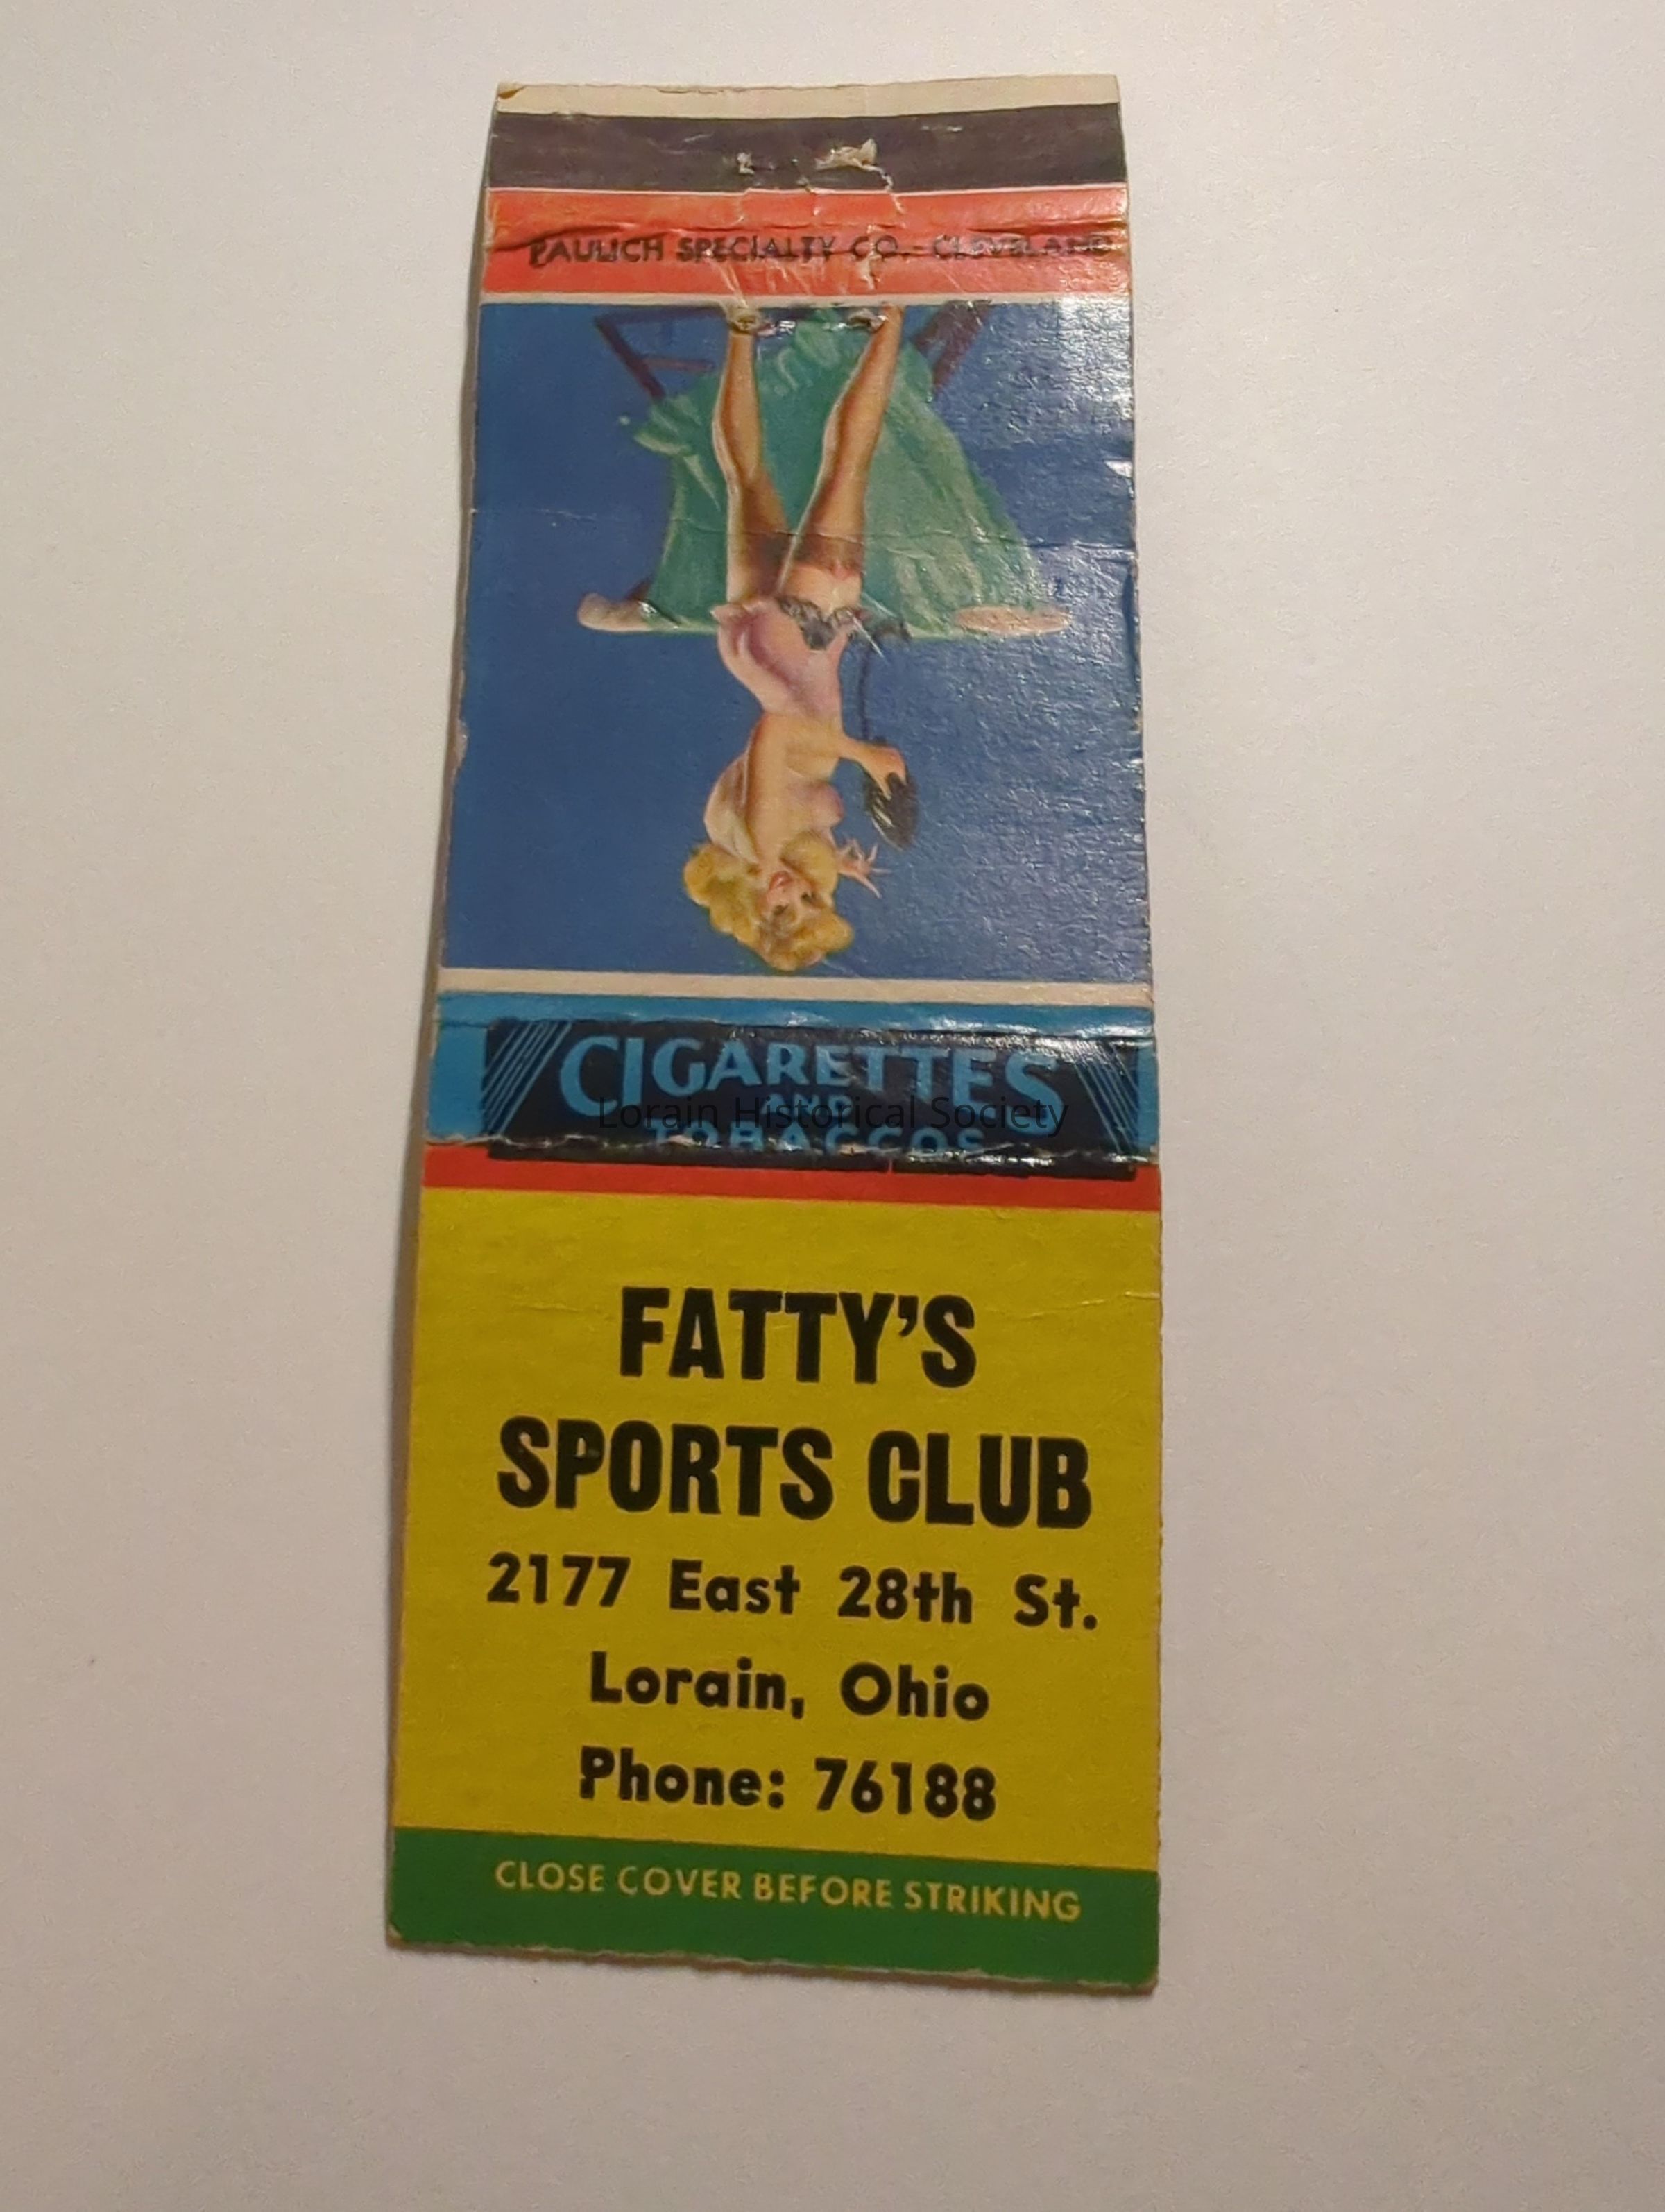 PAULICH SPECIALTY CO. - CLEVELAND
CIGARETTES
AND
TOBACCOS
Lorain Historical Society
FATTY'S
SPORTS CLUB
2177 East 28th St.
Lorain, Ohio
Phone: 76188
CLOSE COVER BEFORE STRIKING